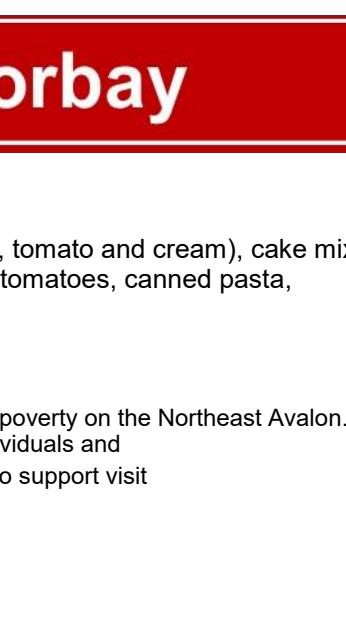 orbay
, tomato and cream), cake mix
tomatoes, canned pasta,
poverty on the Northeast Avalon.
viduals and
o support visit